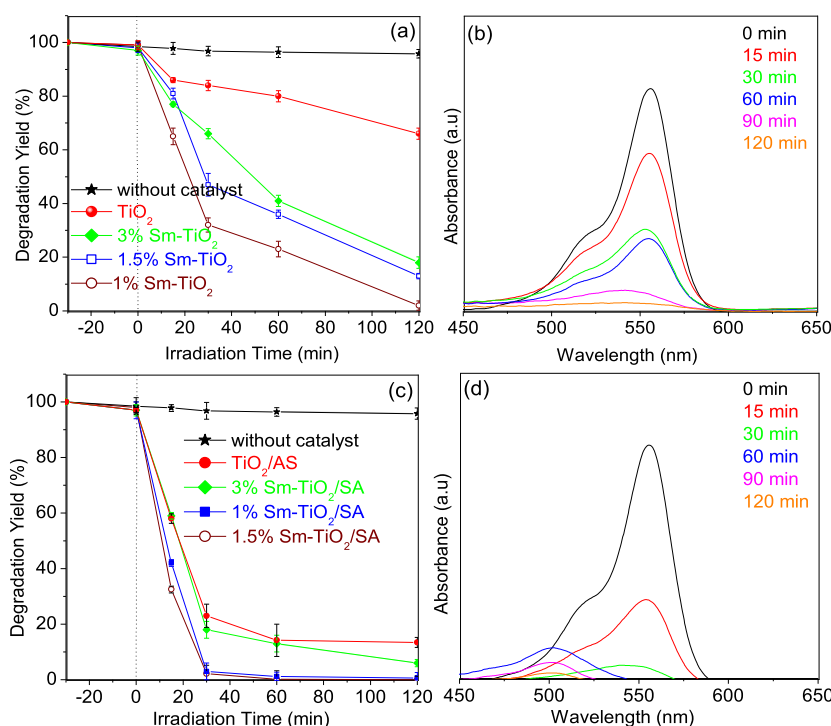 (a)
Degradation Yield (%)
100
80
60
40
20
0
without catalyst
TiO2
3% Sm-TiO2
1.5% Sm-TiO2
1% Sm-TiO2
-20 0 20 40 60 80 100 120
Irradiation Time (min)
(b)
Absorbance (a.u)
0 min
15 min
30 min
60 min
90 min
120 min
450 500 550 600 650
Wavelength (nm)
(c)
Degradation Yield (%)
100
80
60
40
20
0
without catalyst
TiO2/AS
3% Sm-TiO2/SA
1% Sm-TiO2/SA
1.5% Sm-TiO2/SA
-20 0 20 40 60 80 100 120
Irradiation Time (min)
(d)
Absorbance (a.u)
0 min
15 min
30 min
60 min
90 min
120 min
450 500 550 600 650
Wavelength (nm)